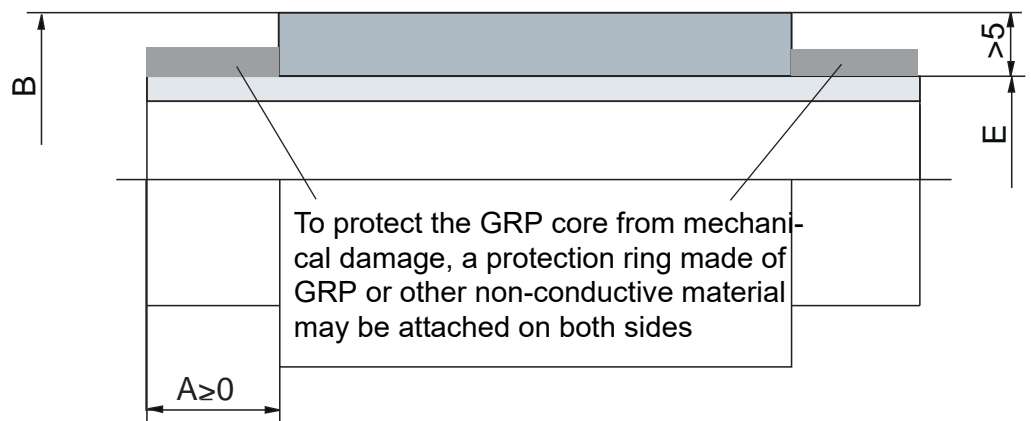 B
>5
E
To protect the GRP core from mechani-
cal damage, a protection ring made of
GRP or other non-conductive material
may be attached on both sides
A≥0